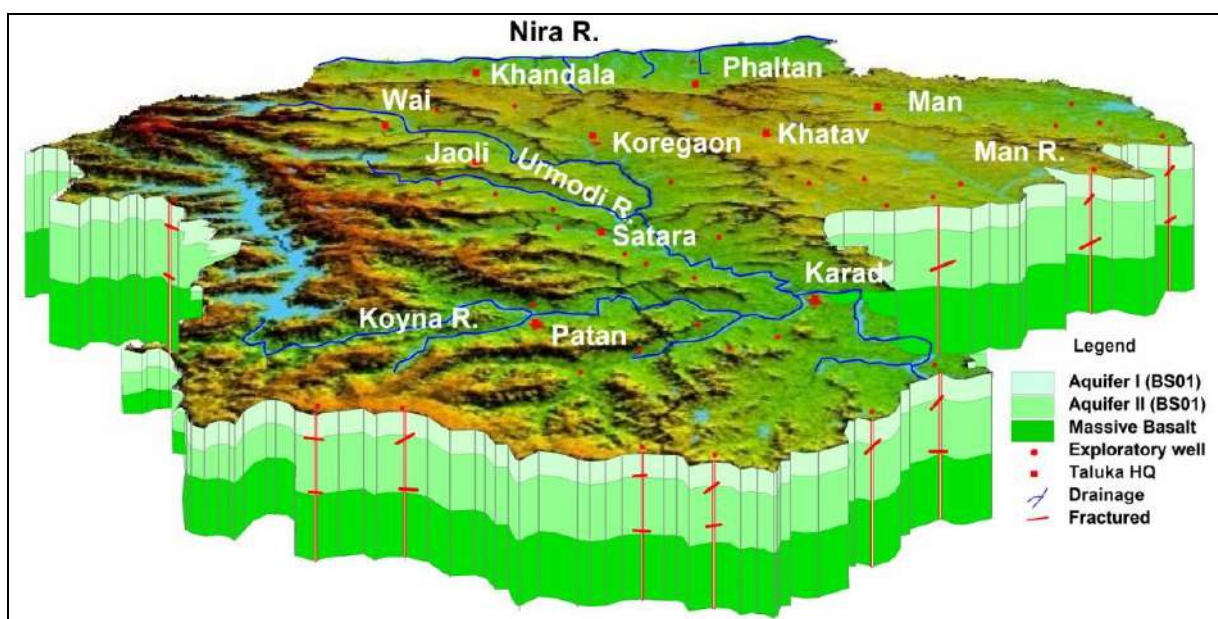 Nira R.
Khandala
Phaltan
Wai
Man
Koregaon
Khatav
Jaoli
Urmodi R.
Man R.
Satara
Karad
Koyna R.
Patan
Legend
Aquifer I (BS01)
Aquifer II (BS01)
Massive Basalt
Exploratory well
Taluka HQ
Drainage
Fractured